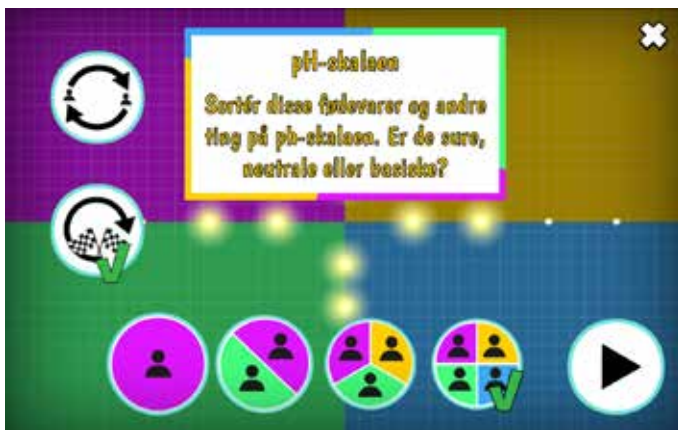 pH-skalaen
Sortér disse fødevarer og andre
ting på ph-skalaen. Er de sure,
neutrale eller basiske?